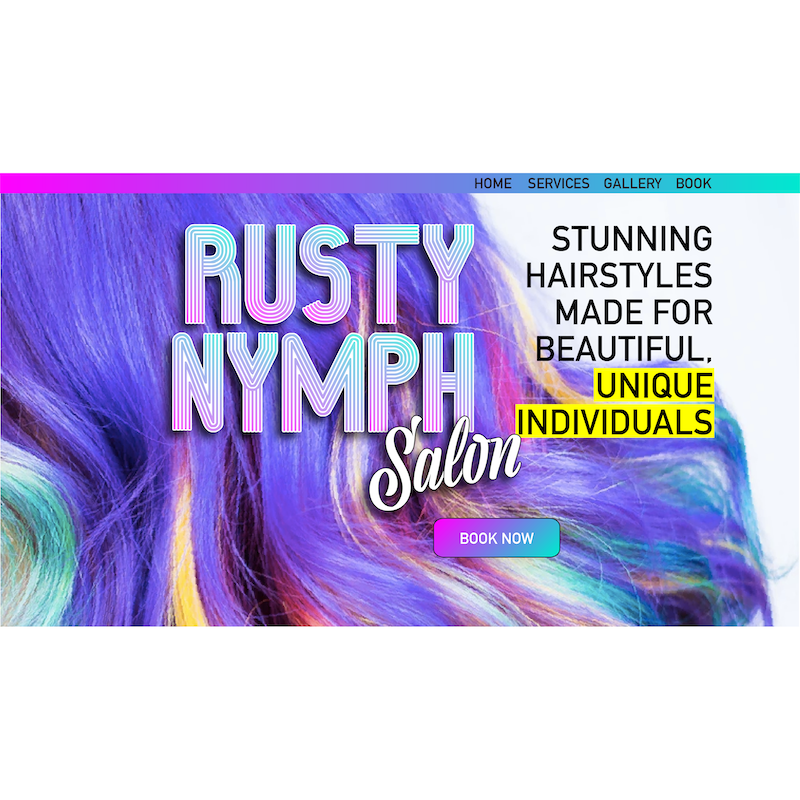 HOME SERVICES GALLERY BOOK
RUSTY
NYMPH
Salon
STUNNING
HAIRSTYLES
MADE FOR
BEAUTIFUL,
UNIQUE
INDIVIDUALS
BOOK NOW